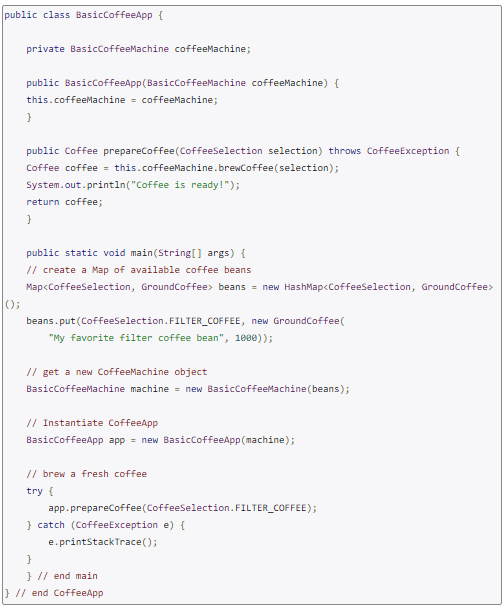 public class BasicCoffeeApp {
private BasicCoffeeMachine coffeeMachine;
public BasicCoffeeApp(BasicCoffeeMachine coffeeMachine) {
this.coffeeMachine = coffeeMachine;
}
public Coffee prepareCoffee(CoffeeSelection selection) throws CoffeeException {
Coffee coffee = this.coffeeMachine.brewCoffee(selection);
System.out.println("Coffee is ready!");
return coffee;
}
public static void main(String[] args) {
// create a Map of available coffee beans
Map<CoffeeSelection, GroundCoffee> beans = new HashMap<CoffeeSelection, GroundCoffee>
();
beans.put(CoffeeSelection.FILTER_COFFEE, new GroundCoffee(
"My favorite filter coffee bean", 1000));
// get a new CoffeeMachine object
BasicCoffeeMachine machine = new BasicCoffeeMachine(beans);
// Instantiate CoffeeApp
BasicCoffeeApp app = new BasicCoffeeApp(machine);
// brew a fresh coffee
try {
app.prepareCoffee(CoffeeSelection.FILTER_COFFEE);
} catch (CoffeeException e) {
e.printStackTrace();
}
} // end main
} // end CoffeeApp